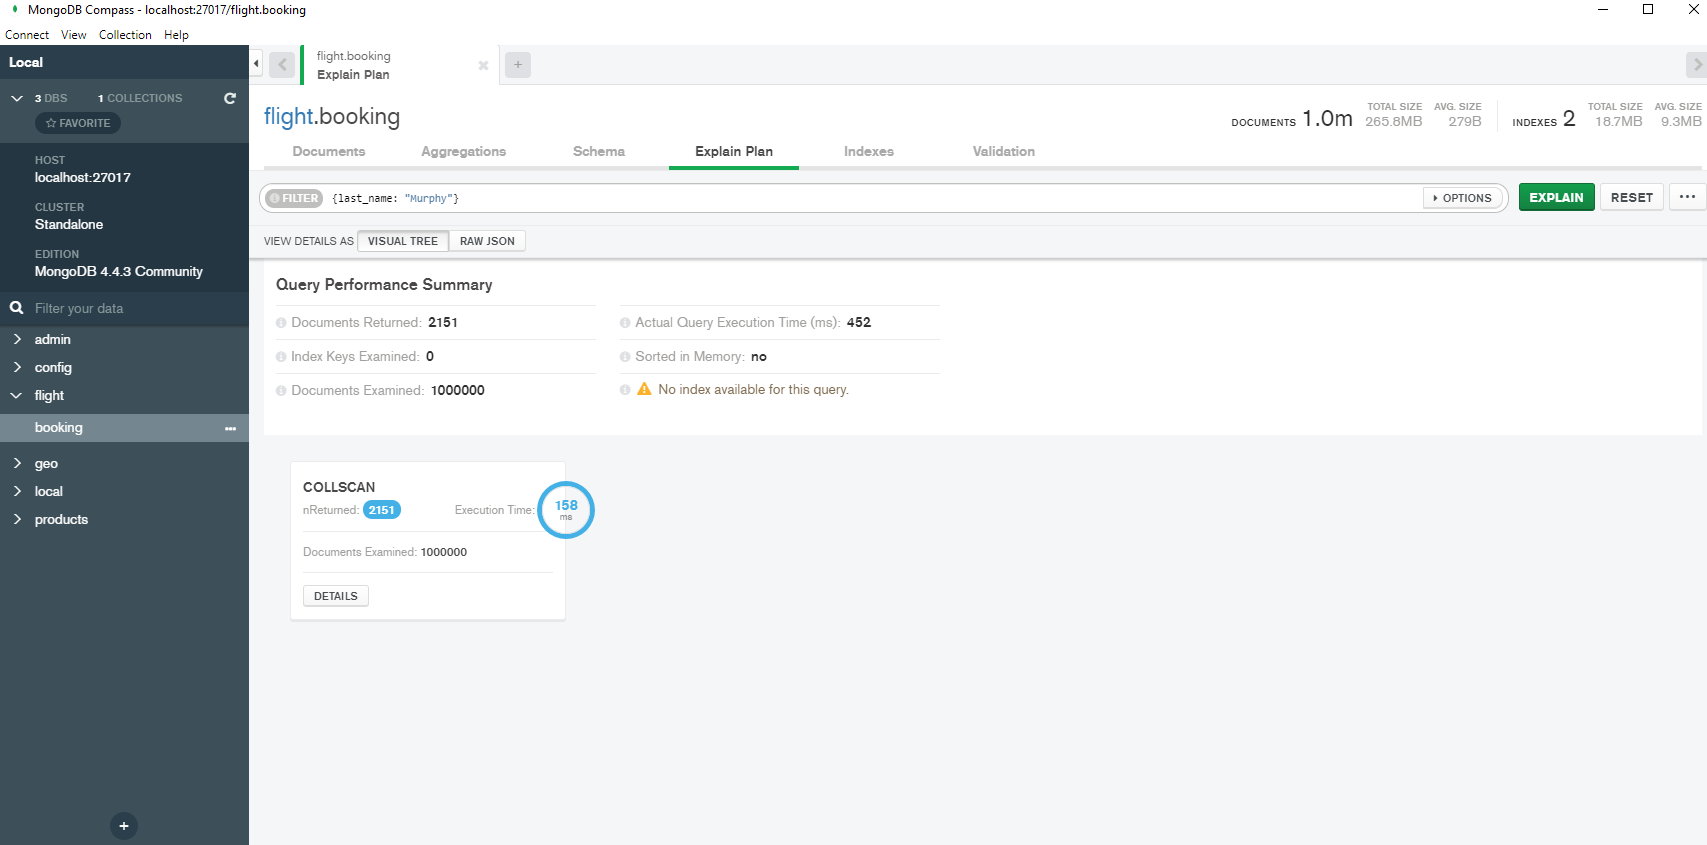 MongoDB Compass - localhost:27017/flight.booking
Connect View Collection Help
Local
3 DBS 1 COLLECTIONS
FAVORITE
HOST
localhost:27017
CLUSTER
Standalone
EDITION
MongoDB 4.4.3 Community
Filter your data
admin
config
flight
booking
geo
local
products
flight.booking
Explain Plan
flight.booking
DOCUMENTS 1.0m TOTAL SIZE 265.8MB AVG. SIZE 279B INDEXES 2 TOTAL SIZE 18.7MB AVG. SIZE 9.3MB
Documents Aggregations Schema Explain Plan Indexes Validation
FILTER {last_name: "Murphy"} OPTIONS EXPLAIN RESET
VIEW DETAILS AS VISUAL TREE RAW JSON
Query Performance Summary
Documents Returned: 2151 Actual Query Execution Time (ms): 452
Index Keys Examined: 0 Sorted in Memory: no
Documents Examined: 1000000 No index available for this query.
COLLSCAN
nReturned: 2151 Execution Time: 158 ms
Documents Examined: 1000000
DETAILS